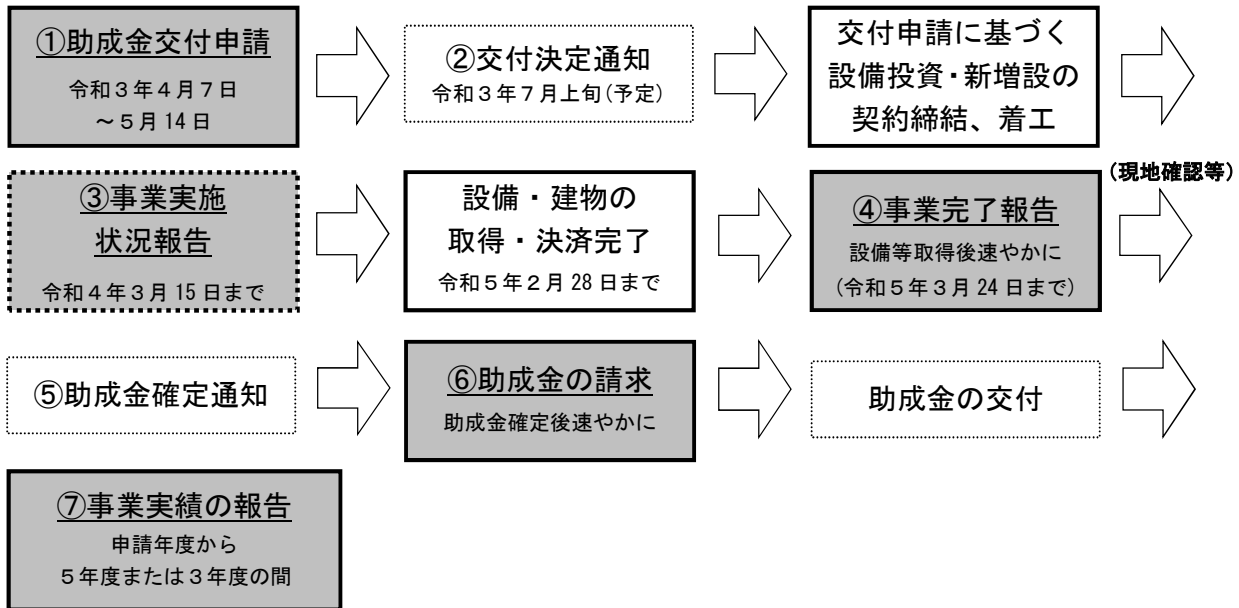 ①助成金交付申請
令和３年４月７日
～５月 14 日
②交付決定通知
令和３年７月上旬(予定)
交付申請に基づく
設備投資・新増設の
契約締結、着工
③事業実施
状況報告
令和４年３月 15 日まで
設備・建物の
取得・決済完了
令和５年２月 28 日まで
④事業完了報告
設備等取得後速やかに
(令和５年３月 24 日まで)
(現地確認等)
⑤助成金確定通知
⑥助成金の請求
助成金確定後速やかに
助成金の交付
⑦事業実績の報告
申請年度から
５年度または３年度の間